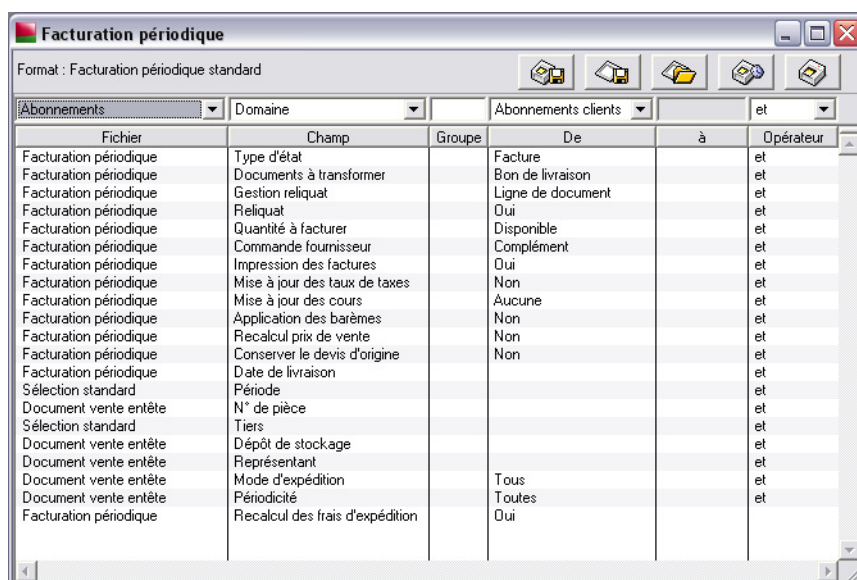 Facturation périodique
Format : Facturation périodique standard
Abonnements Domaine Abonnements clients et
Fichier Champ Groupe De à Opérateur
Facturation périodique Type d'état Facture et
Facturation périodique Documents à transformer Bon de livraison et
Facturation périodique Gestion reliquat Ligne de document et
Facturation périodique Reliquat Oui et
Facturation périodique Quantité à facturer Disponible et
Facturation périodique Commande fournisseur Complément et
Facturation périodique Impression des factures Oui et
Facturation périodique Mise à jour des taux de taxes Non et
Facturation périodique Mise à jour des cours Aucune et
Facturation périodique Application des barèmes Non et
Facturation périodique Recalcul prix de vente Non et
Facturation périodique Conserver le devis d'origine Non et
Facturation périodique Date de livraison et
Sélection standard Période et
Document vente entête N° de pièce et
Sélection standard Tiers et
Document vente entête Dépôt de stockage et
Document vente entête Représentant et
Document vente entête Mode d'expédition Tous et
Document vente entête Périodicité Toutes et
Facturation périodique Recalcul des frais d'expédition Oui